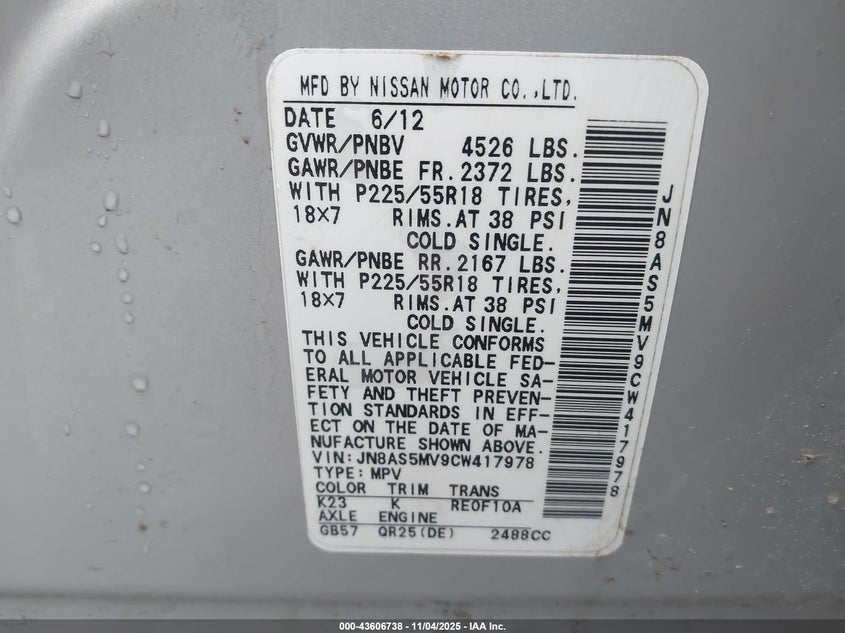 MFD BY NISSAN MOTOR CO.,LTD.
DATE 6/12
GVWR/PNBV 4526 LBS.
GAWR/PNBE FR. 2372 LBS.
WITH P225/55R18 TIRES,
18X7 RIMS.AT 38 PSI
COLD SINGLE.
GAWR/PNBE RR. 2167 LBS.
WITH P225/55R18 TIRES,
18X7 RIMS.AT 38 PSI
COLD SINGLE.
THIS VEHICLE CONFORMS
TO ALL APPLICABLE FED-
ERAL MOTOR VEHICLE SA-
FETY AND THEFT PREVEN-
TION STANDARDS IN EFF-
ECT ON THE DATE OF MA-
NUFACTURE SHOWN ABOVE.
VIN:JN8AS5MV9CW417978
TYPE:MPV
COLOR TRIM TRANS
K23 K RE0F10A
AXLE ENGINE
GB57 QR25(DE) 2488CC
JN8AS5MV9CW417978
000-43606738 - 11/04/2025 - IAA Inc.